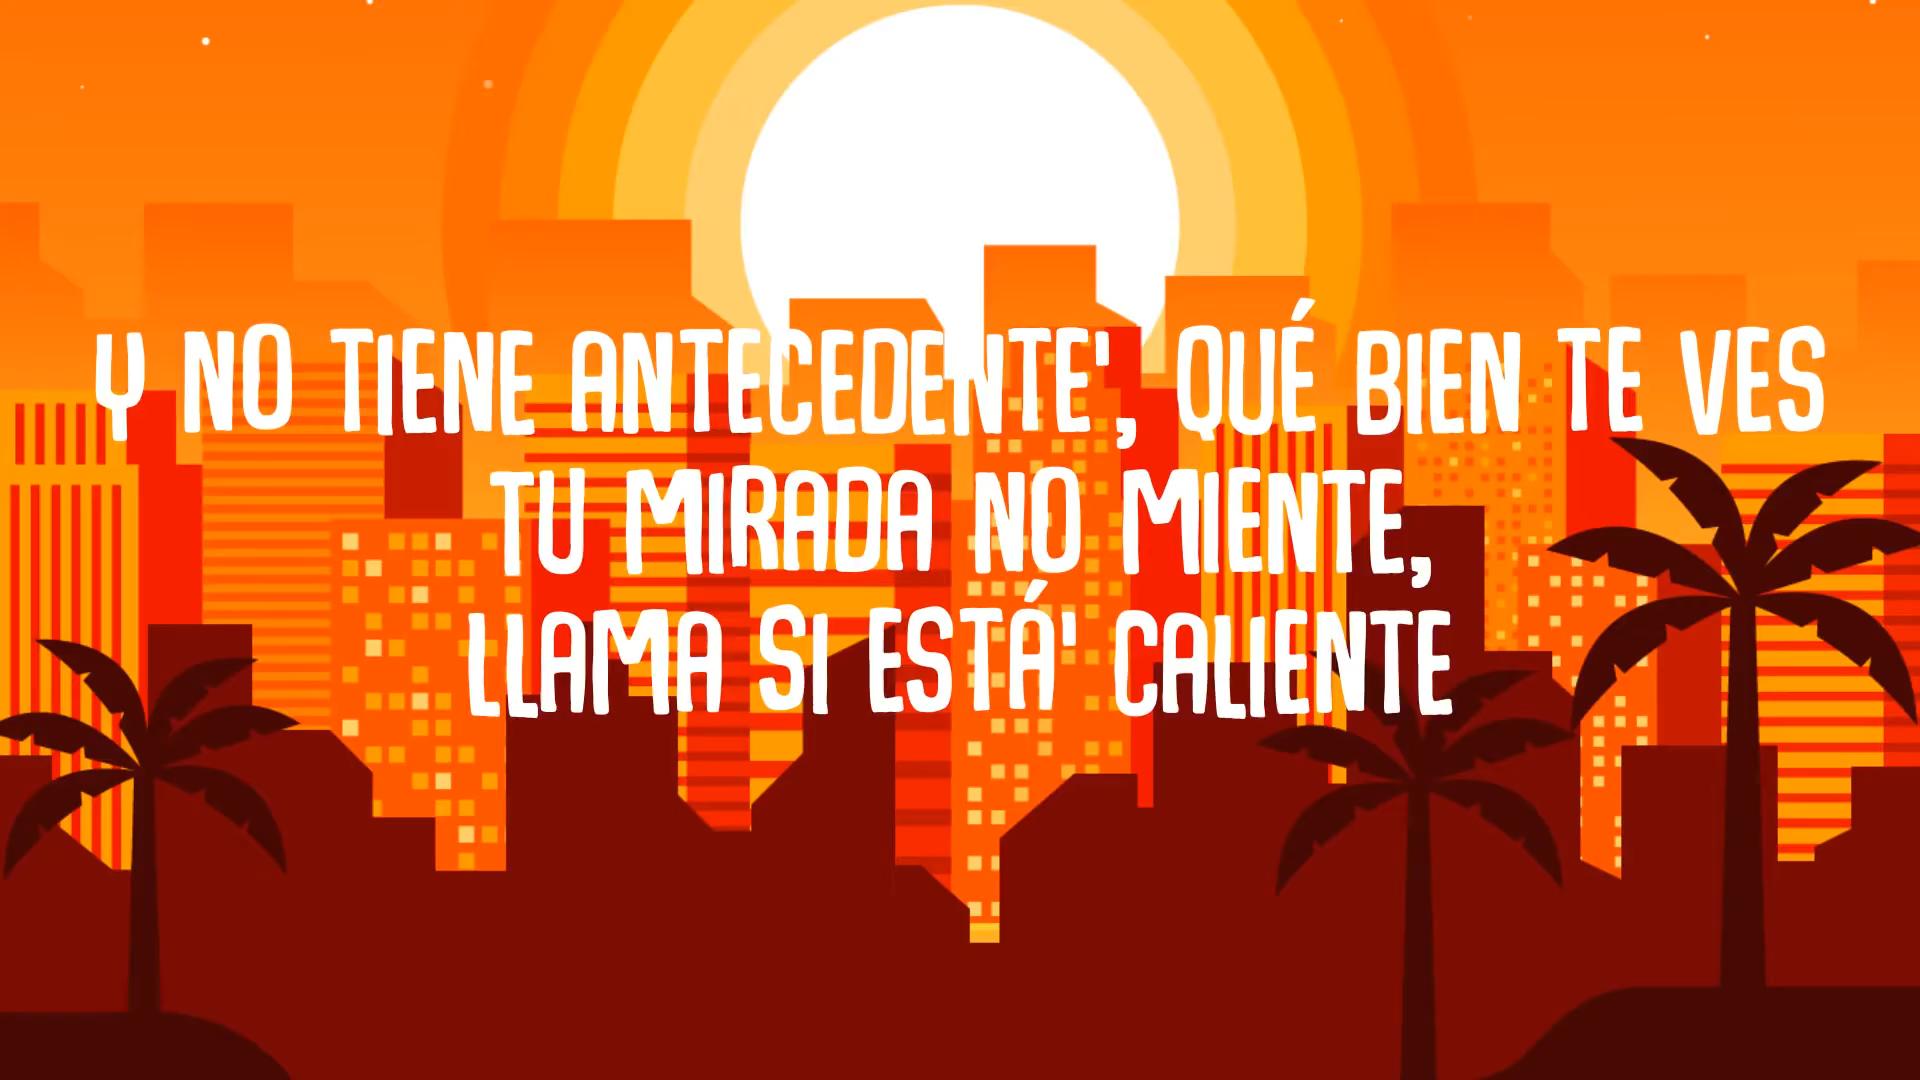 Y NO TIENE ANTECEDENTE', QUÉ BIEN TE VES
TU MIRADA NO MIENTE,
LLAMA SI ESTÁ' CALIENTE